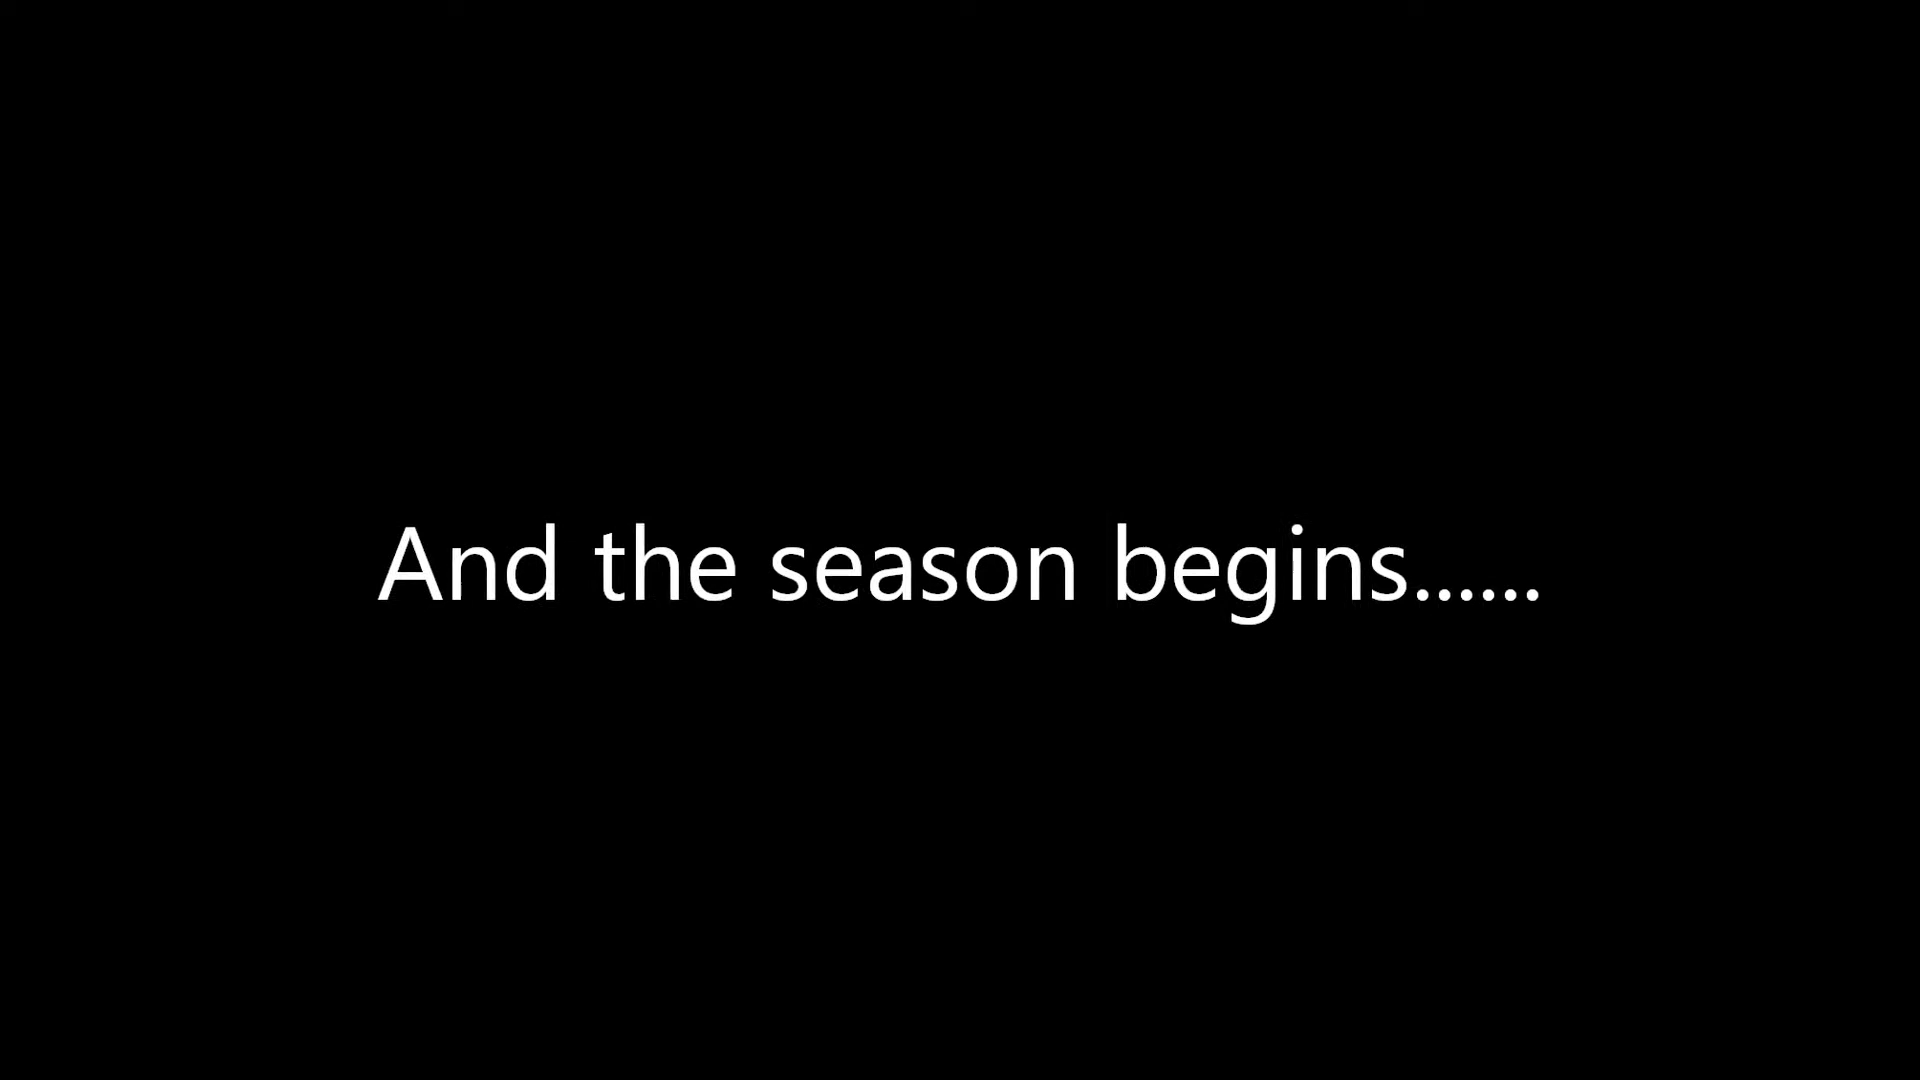 And the season begins......